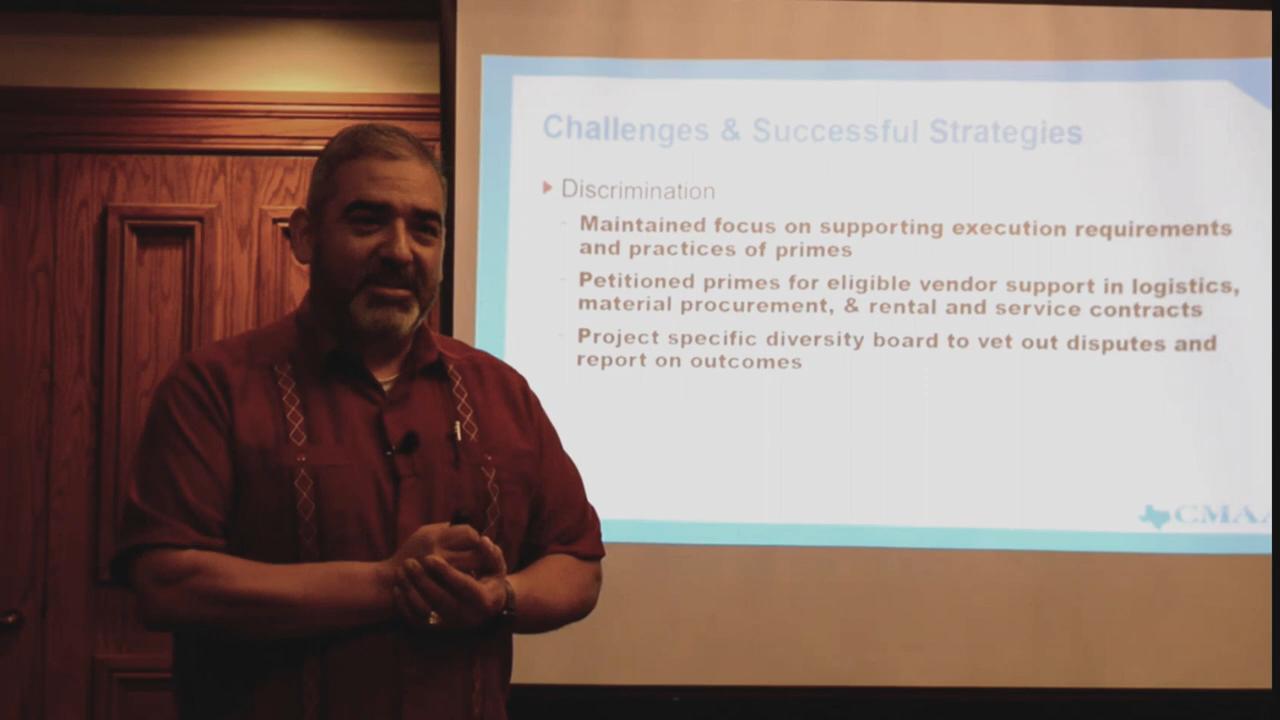 Challenges & Successful Strategies
Discrimination
Maintained focus on supporting execution requirements
and practices of primes
Petitioned primes for eligible vendor support in logistics,
material procurement, & rental and service contracts
Project specific diversity board to vet out disputes and
report on outcomes
CMAA